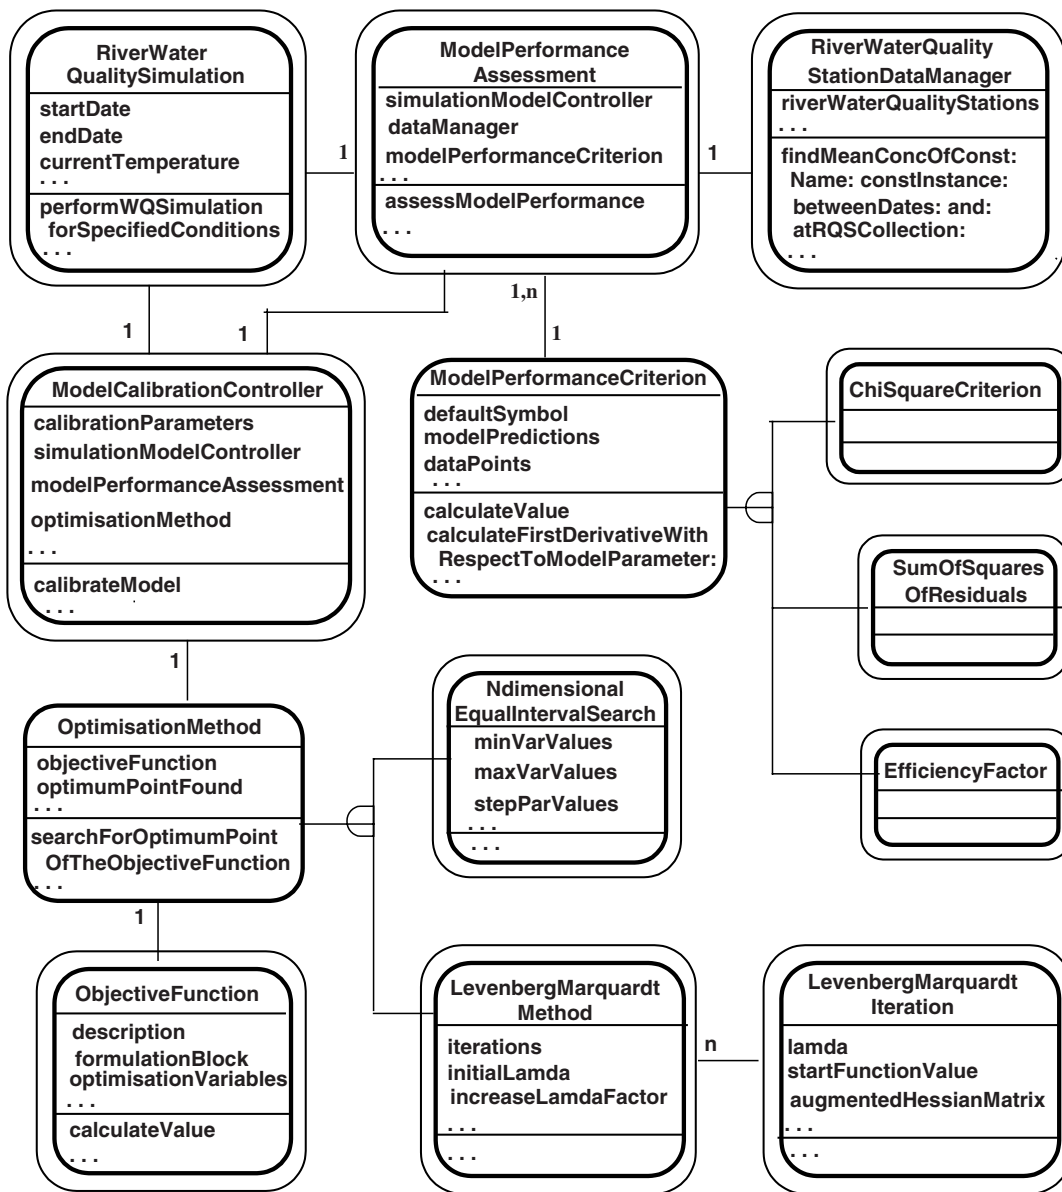 RiverWater
QualitySimulation
startDate
endDate
currentTemperature
. . .
performWQSimulation
forSpecifiedConditions
. . .
1
ModelPerformance
Assessment
simulationModelController
dataManager
modelPerformanceCriterion
. . .
assessModelPerformance
. . .
1
RiverWaterQuality
StationDataManager
riverWaterQualityStations
. . .
findMeanConcOfConst:
Name: constInstance:
betweenDates: and:
atRQSCollection:
. . .
1
1
1,n
1
ModelCalibrationController
calibrationParameters
simulationModelController
modelPerformanceAssessment
optimisationMethod
. . .
calibrateModel
. . .
ModelPerformanceCriterion
defaultSymbol
modelPredictions
dataPoints
. . .
calculateValue
calculateFirstDerivativeWith
RespectToModelParameter:
. . .
ChiSquareCriterion
SumOfSquares
OfResiduals
EfficiencyFactor
1
OptimisationMethod
objectiveFunction
optimumPointFound
. . .
searchForOptimumPoint
OfTheObjectiveFunction
. . .
Ndimensional
EqualIntervalSearch
minVarValues
maxVarValues
stepParValues
. . .
. . .
1
ObjectiveFunction
description
formulationBlock
optimisationVariables
. . .
calculateValue
. . .
LevenbergMarquardt
Method
iterations
initialLamda
increaseLamdaFactor
. . .
. . .
n
LevenbergMarquardt
Iteration
lamda
startFunctionValue
augmentedHessianMatrix
. . .
. . .